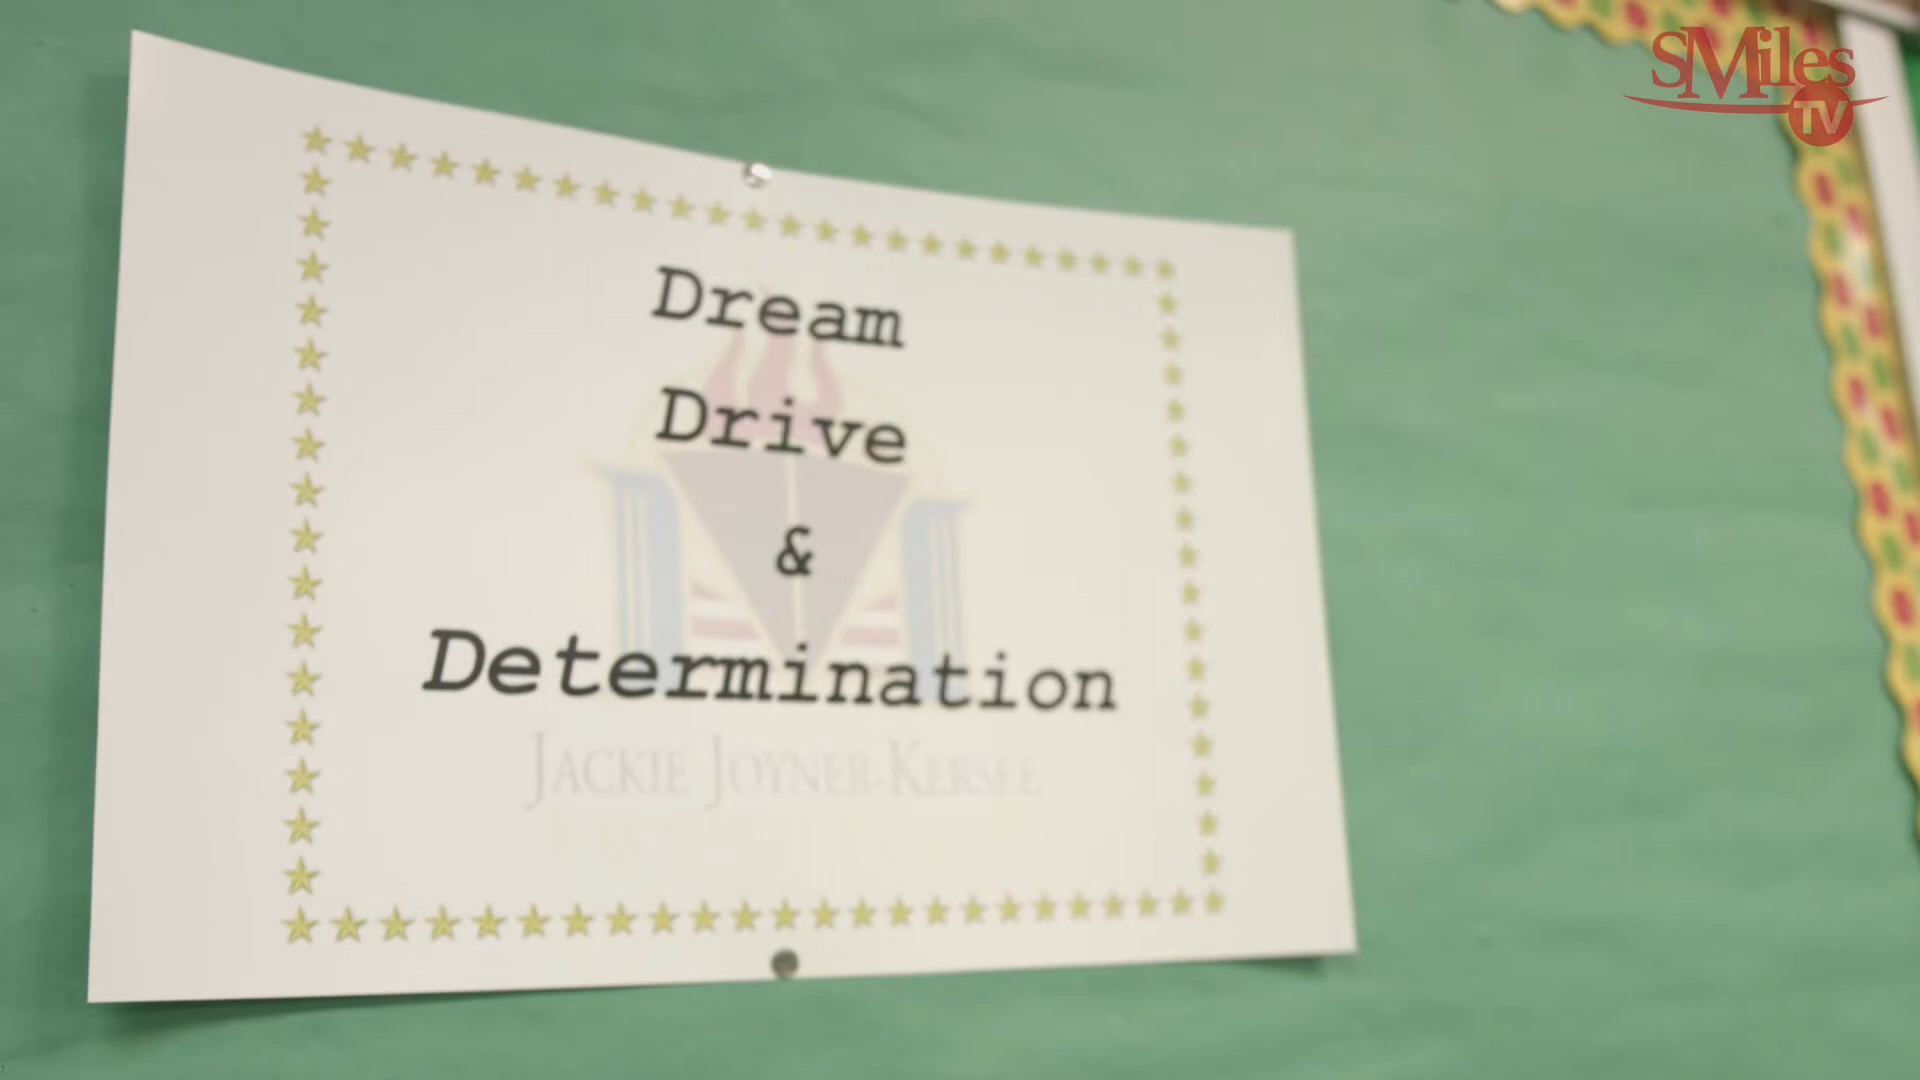 SMiles
TV
Dream
Drive
&
Determination
JACKIE JOYNER-KERSEE